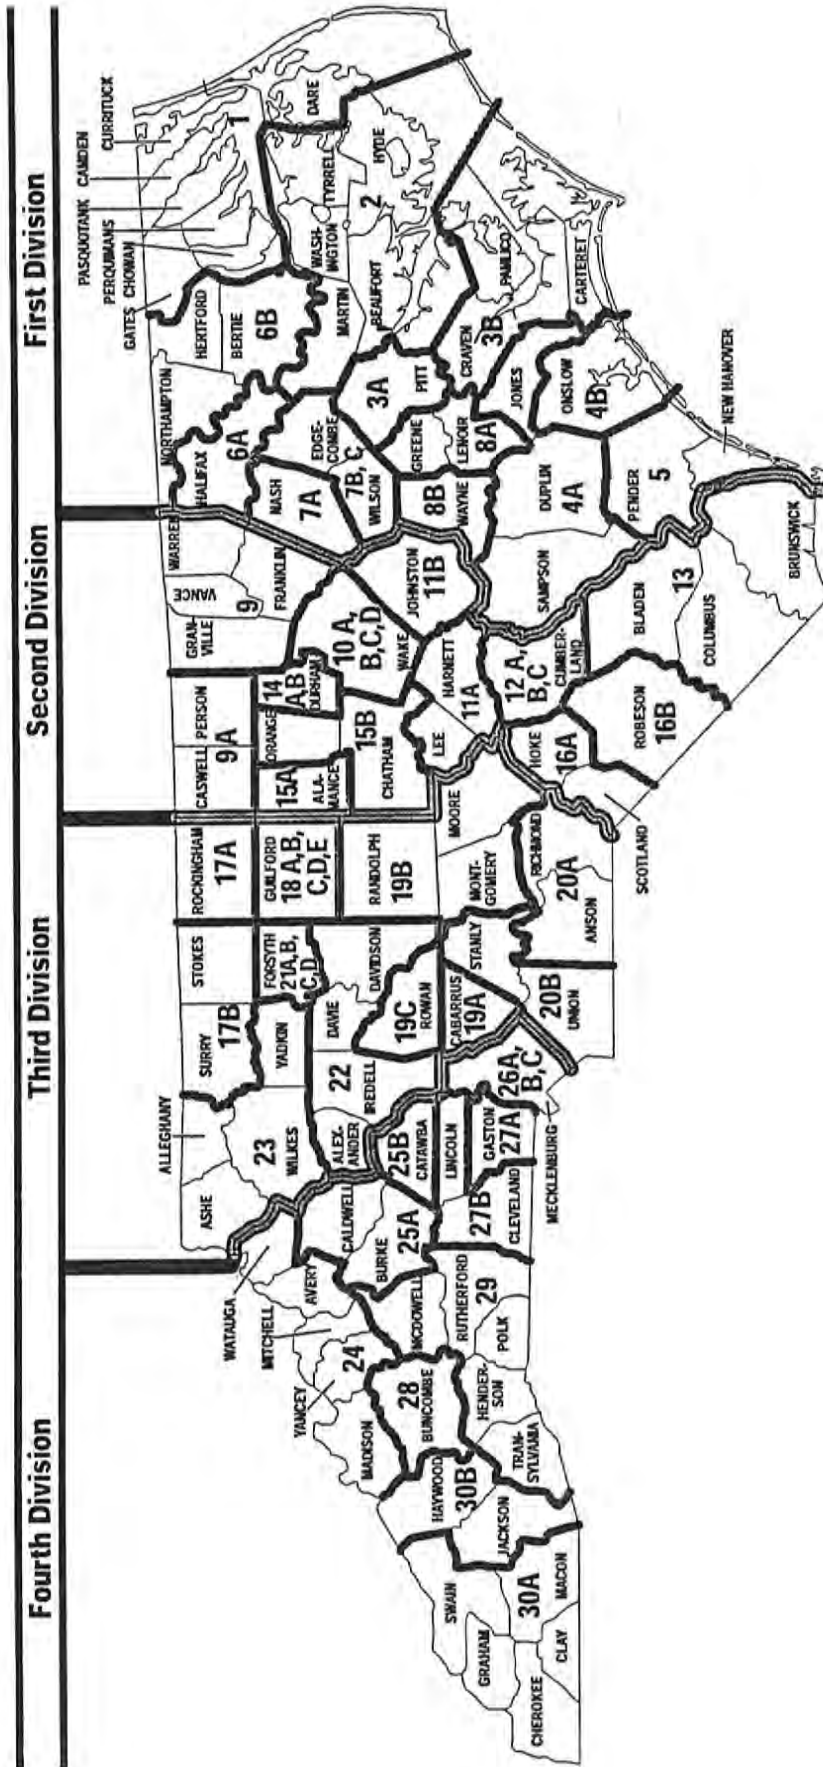 Fourth Division
Third Division
Second Division
First Division
CHEROKEE
GRAHAM
CLAY
SWAIN
MACON
30A
JACKSON
HAYWOOD
30B
TRAN-
SYLVANIA
MADISON
BUNCOMBE
28
HENDER-
SON
YANCEY
MITCHELL
24
AVERY
WATAUGA
MCDOWELL
RUTHERFORD
29
POLK
BURKE
25A
CALDWELL
CLEVELAND
27B
ASHE
ALLEGHANY
23
WILKES
ALEX-
ANDER
25B
CATAWBA
LINCOLN
GASTON
27A
MECKLENBURG
26A,
B, C
SURRY
17B
YADKIN
22
IREDELL
DAVIE
19C
ROWAN
CABARRUS
19A
20B
UNION
STOKES
FORSYTH
21A,B,
C,D
DAVIDSON
STANLY
ANSON
20A
RICHMOND
MONT-
GOMERY
ROCKINGHAM
17A
GUILFORD
18 A,B,
C,D,E
RANDOLPH
19B
MOORE
SCOTLAND
HOKE
16A
CASWELL
PERSON
9 A
15A
ALA-
MANCE
ORANGE
14
A,B
DURHAM
15B
CHATHAM
LEE
HARNETT
11A
12 A,
B,C
CUMBER-
LAND
ROBESON
16B
GRAN-
VILLE
VANCE
WARREN
9
FRANKLIN
10 A,
B,C,D
WAKE
JOHNSTON
11B
SAMPSON
BLADEN
13
COLUMBUS
BRUNSWICK
NORTHAMPTON
HALIFAX
6A
NASH
7A
EDGE-
COMBE
7B, C
WILSON
8B
WAYNE
GREENE
LENOIR
8A
DUPLIN
4A
PENDER
5
NEW HANOVER
GATES
HERTFORD
BERTIE
6B
MARTIN
3A
PITT
CRAVEN
3B
JONES
ONSLOW
4B
CARTERET
PAMLICO
BEAUFORT
WASH-
INGTON
TYRRELL
2
HYDE
DARE
1
CHOWAN
PERQUIMANS
PASQUOTANK
CAMDEN
CURRITUCK